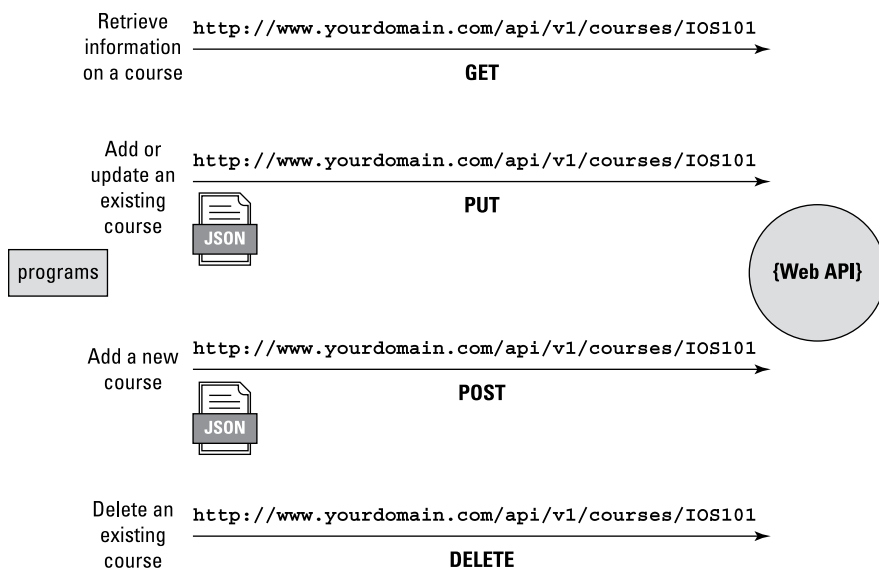 Retrieve
information
on a course
http://www.yourdomain.com/api/v1/courses/IOS101
GET
Add or
update an
existing
course
http://www.yourdomain.com/api/v1/courses/IOS101
PUT
JSON
programs
{Web API}
Add a new
course
http://www.yourdomain.com/api/v1/courses/IOS101
POST
JSON
Delete an
existing
course
http://www.yourdomain.com/api/v1/courses/IOS101
DELETE